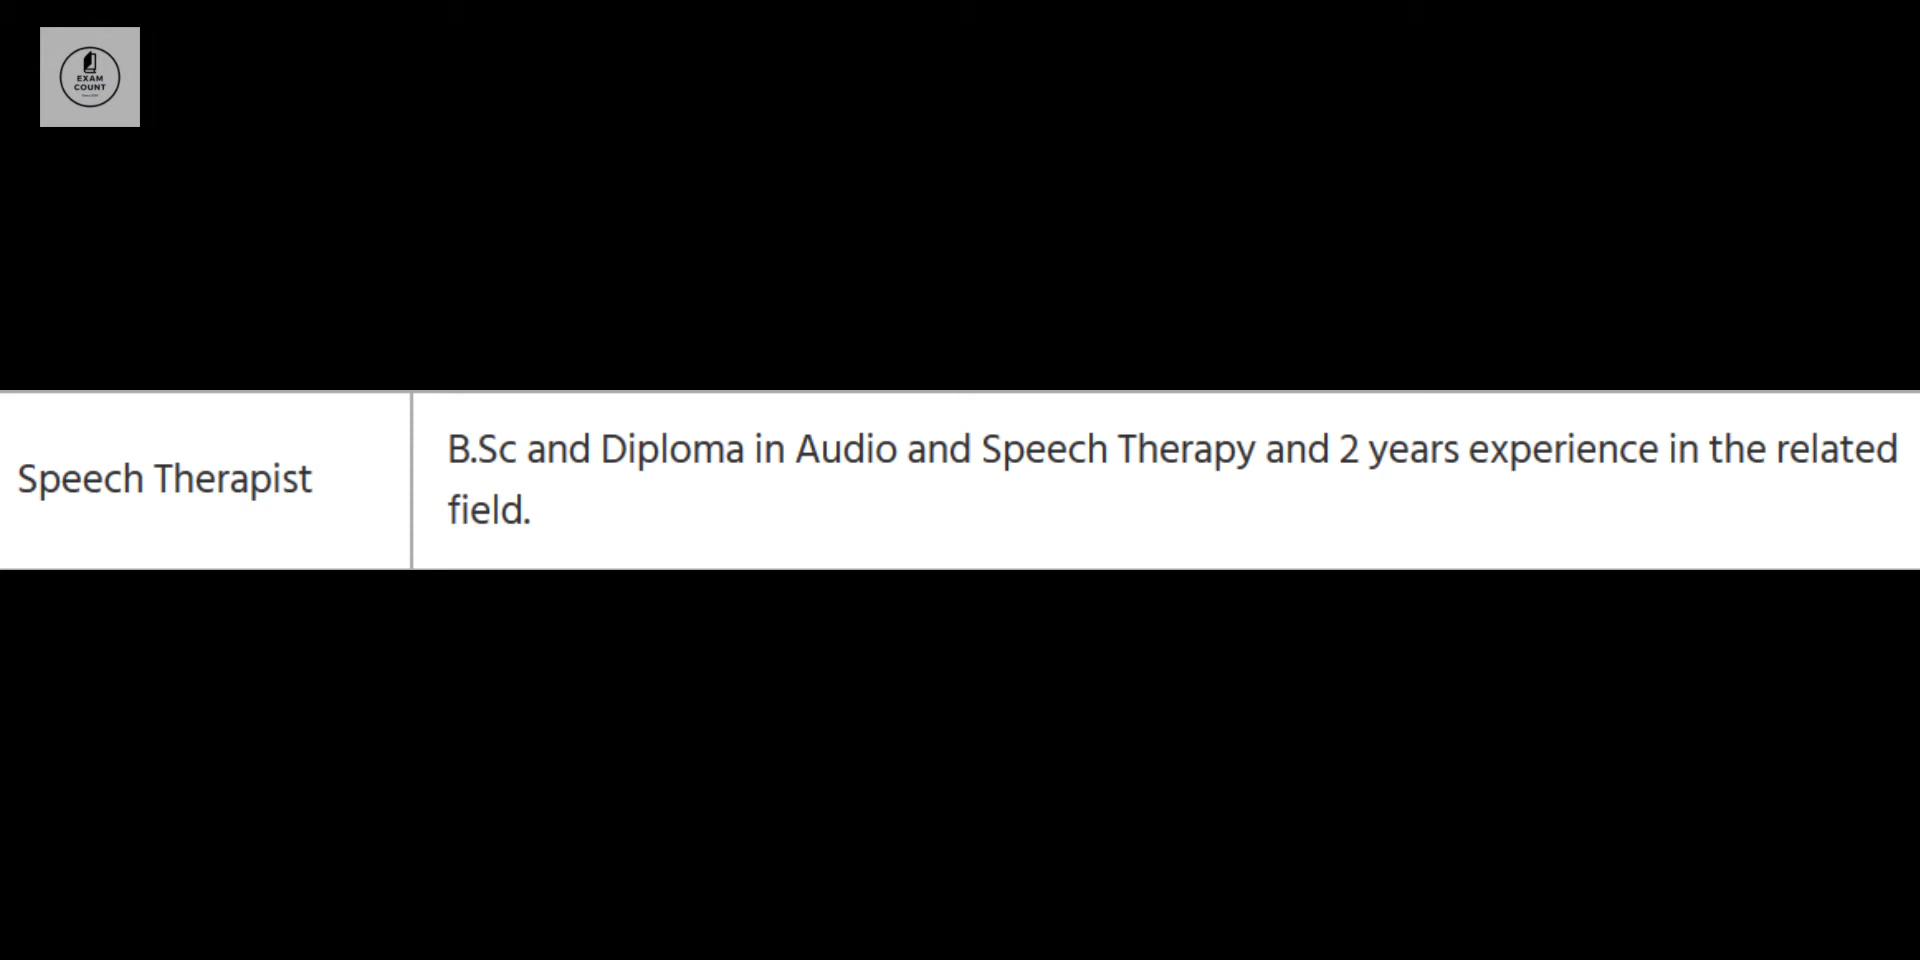 EXAM
COUNT
Speech Therapist
B.Sc and Diploma in Audio and Speech Therapy and 2 years experience in the related
field.